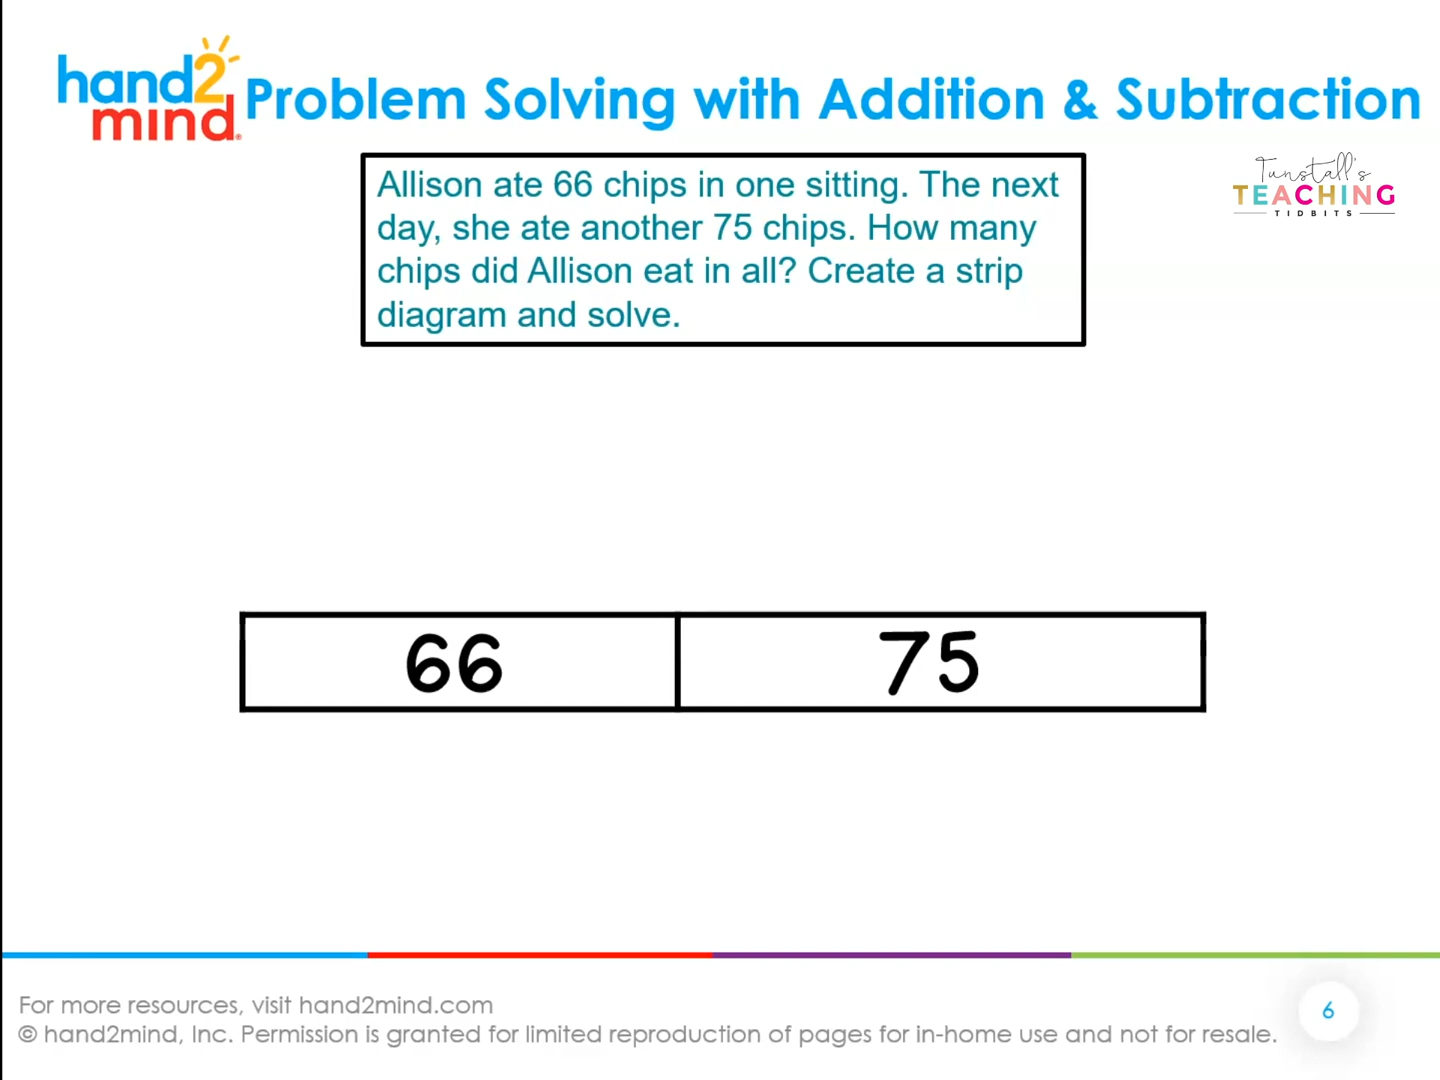 hand2
mind®
Problem Solving with Addition & Subtraction
Tunstall's
TEACHING
TIDBITS
Allison ate 66 chips in one sitting. The next
day, she ate another 75 chips. How many
chips did Allison eat in all? Create a strip
diagram and solve.
66 75
For more resources, visit hand2mind.com
© hand2mind, Inc. Permission is granted for limited reproduction of pages for in-home use and not for resale.
6